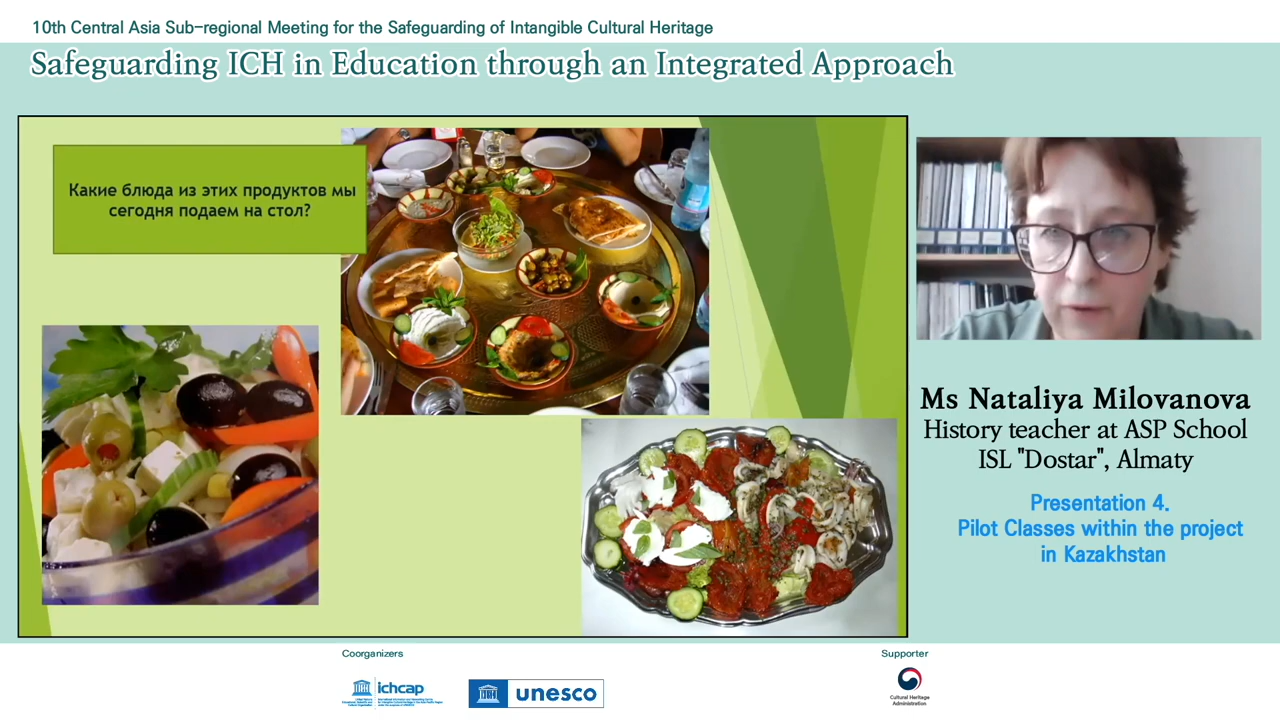 10th Central Asia Sub-regional Meeting for the Safeguarding of Intangible Cultural Heritage
Safeguarding ICH in Education through an Integrated Approach
Какие блюда из этих продуктов мы
сегодня подаем на стол?
Ms Nataliya Milovanova
History teacher at ASP School
ISL "Dostar", Almaty
Presentation 4.
Pilot Classes within the project
in Kazakhstan
Coorganizers
ichcap
unesco
Supporter
Cultural Heritage
Administration